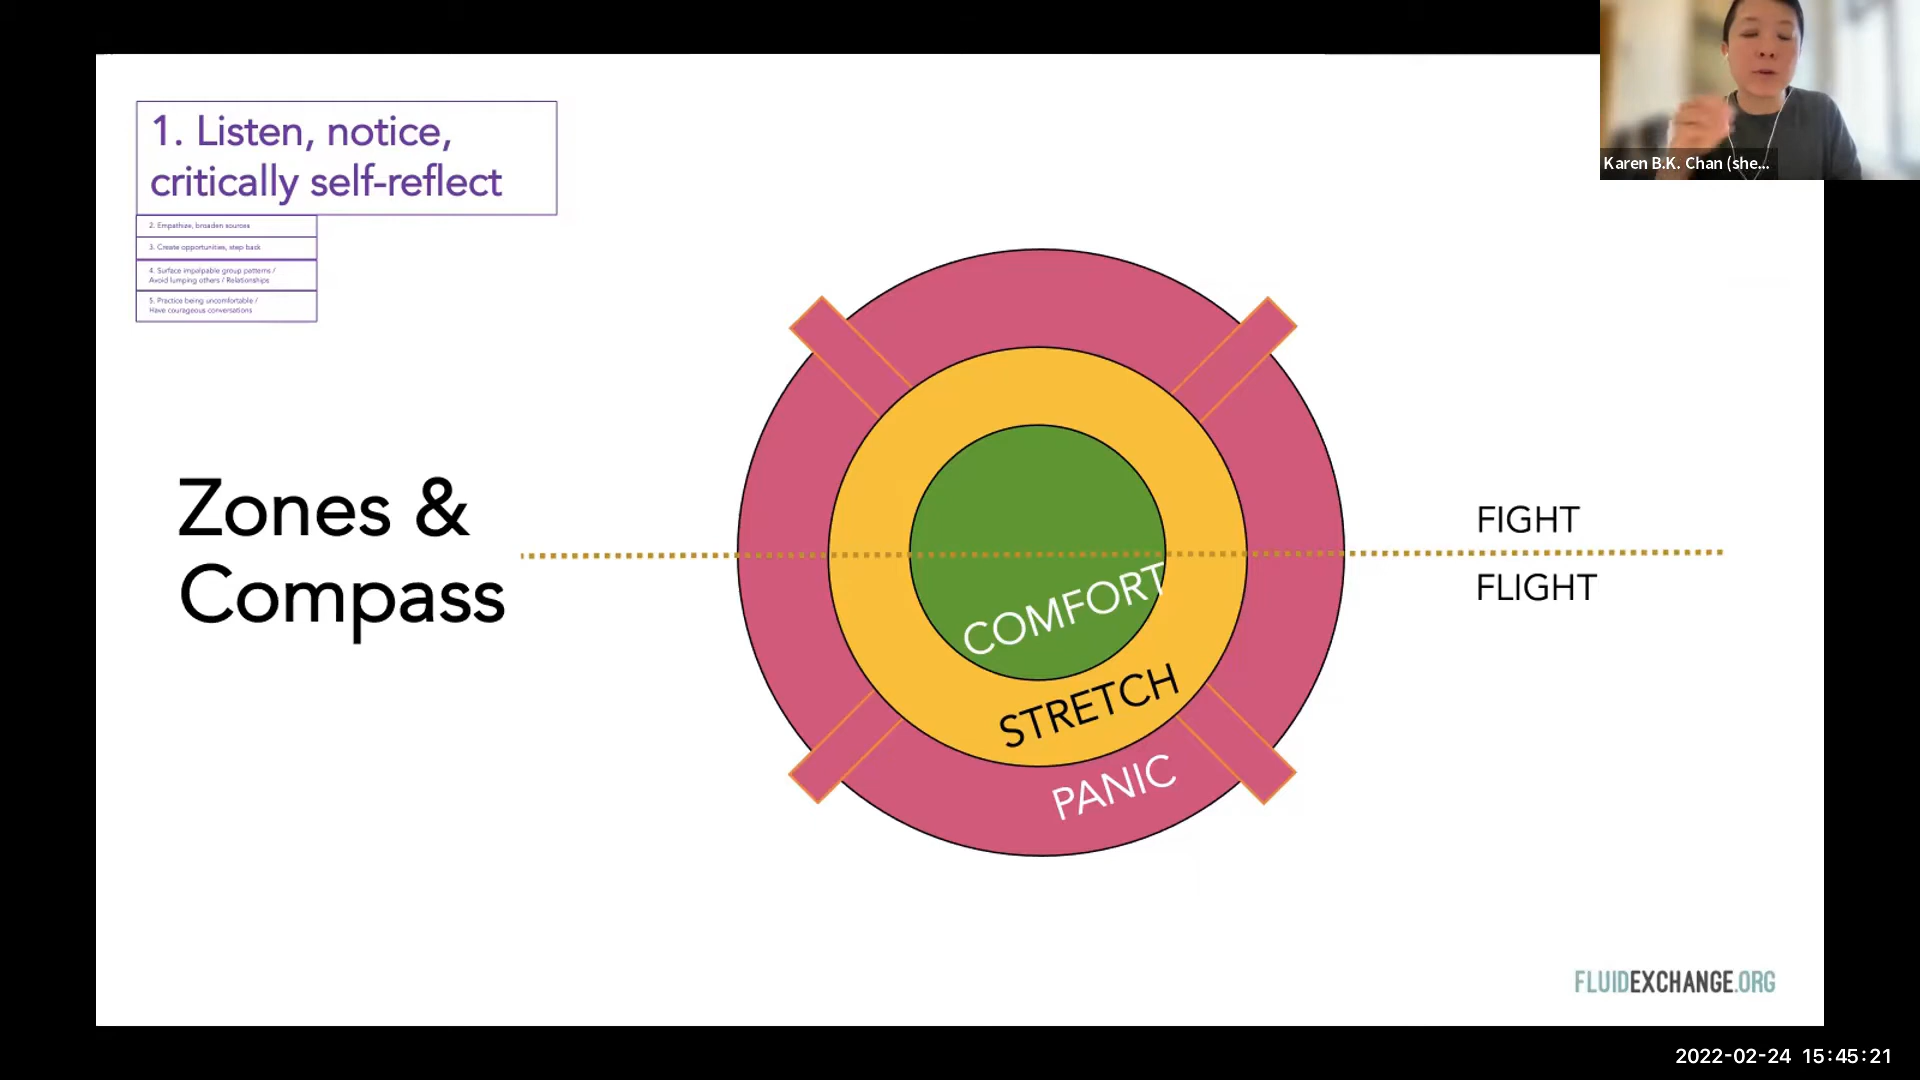 1. Listen, notice,
critically self-reflect
2. Empathize, broaden sources
3. Create opportunities, step back
4. Surface impalpable group patterns /
Avoid lumping others / Relationships
5. Practice being uncomfortable /
Have courageous conversations
Karen B.K. Chan (she...
Zones &
Compass
COMFORT
STRETCH
PANIC
FIGHT
FLIGHT
FLUIDEXCHANGE.ORG
2022-02-24 15:45:21